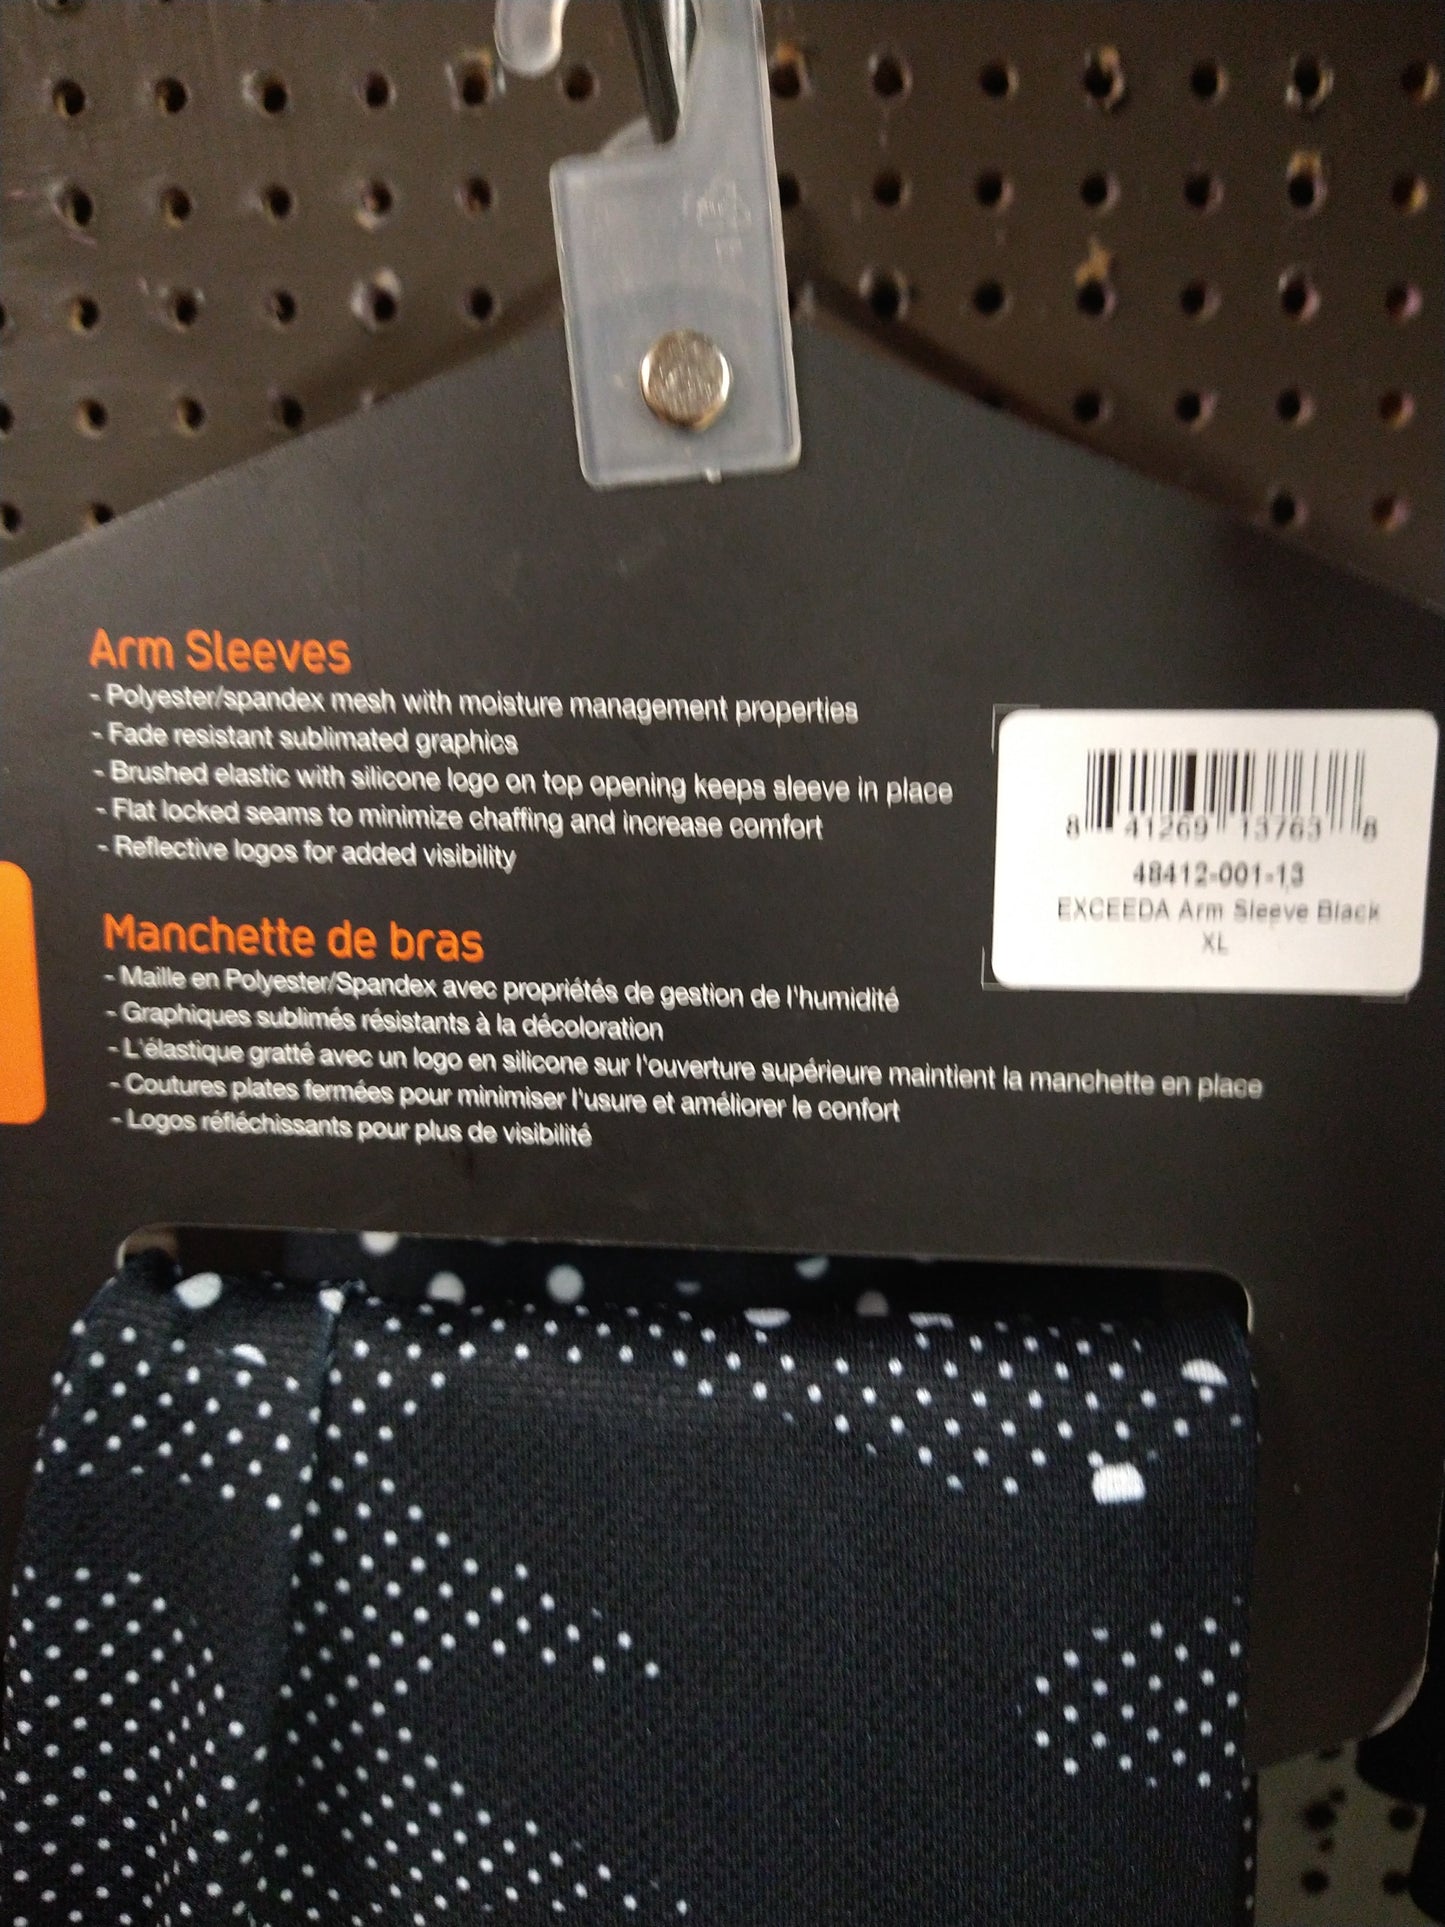 Arm Sleeves
- Polyester/spandex mesh with moisture management properties
- Fade resistant sublimated graphics
- Brushed elastic with silicone logo on top opening keeps sleeve in place
- Flat locked seams to minimize chaffing and increase comfort
- Reflective logos for added visibility
8 41269 13763 8
48412-001-13
EXCEEDA Arm Sleeve Black
XL
Manchette de bras
- Maille en Polyester/Spandex avec propriétés de gestion de l'humidité
- Graphiques sublimés résistants à la décoloration
- L'élastique gratté avec un logo en silicone sur l'ouverture supérieure maintient la manchette en place
- Coutures plates fermées pour minimiser l'usure et améliorer le confort
- Logos réfléchissants pour plus de visibilité